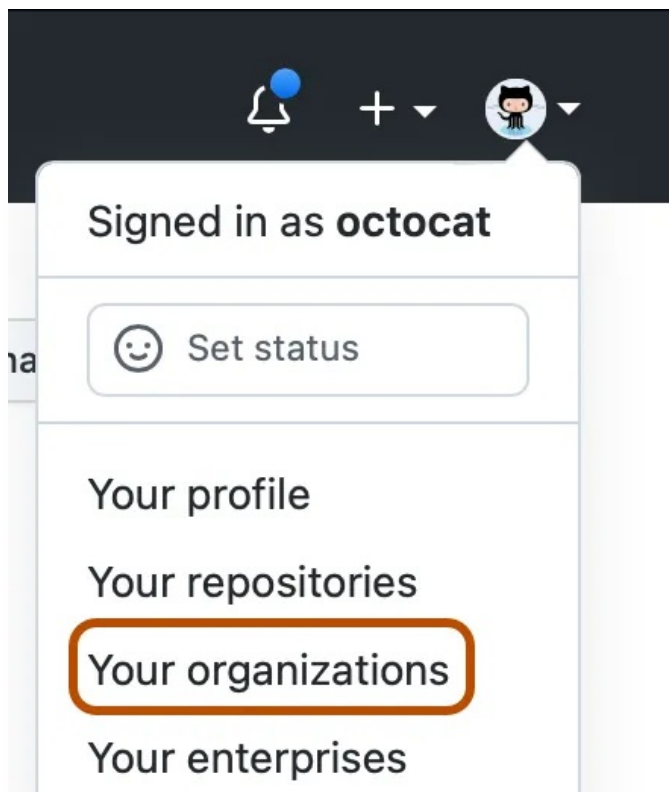 Signed in as octocat
Set status
Your profile
Your repositories
Your organizations
Your enterprises